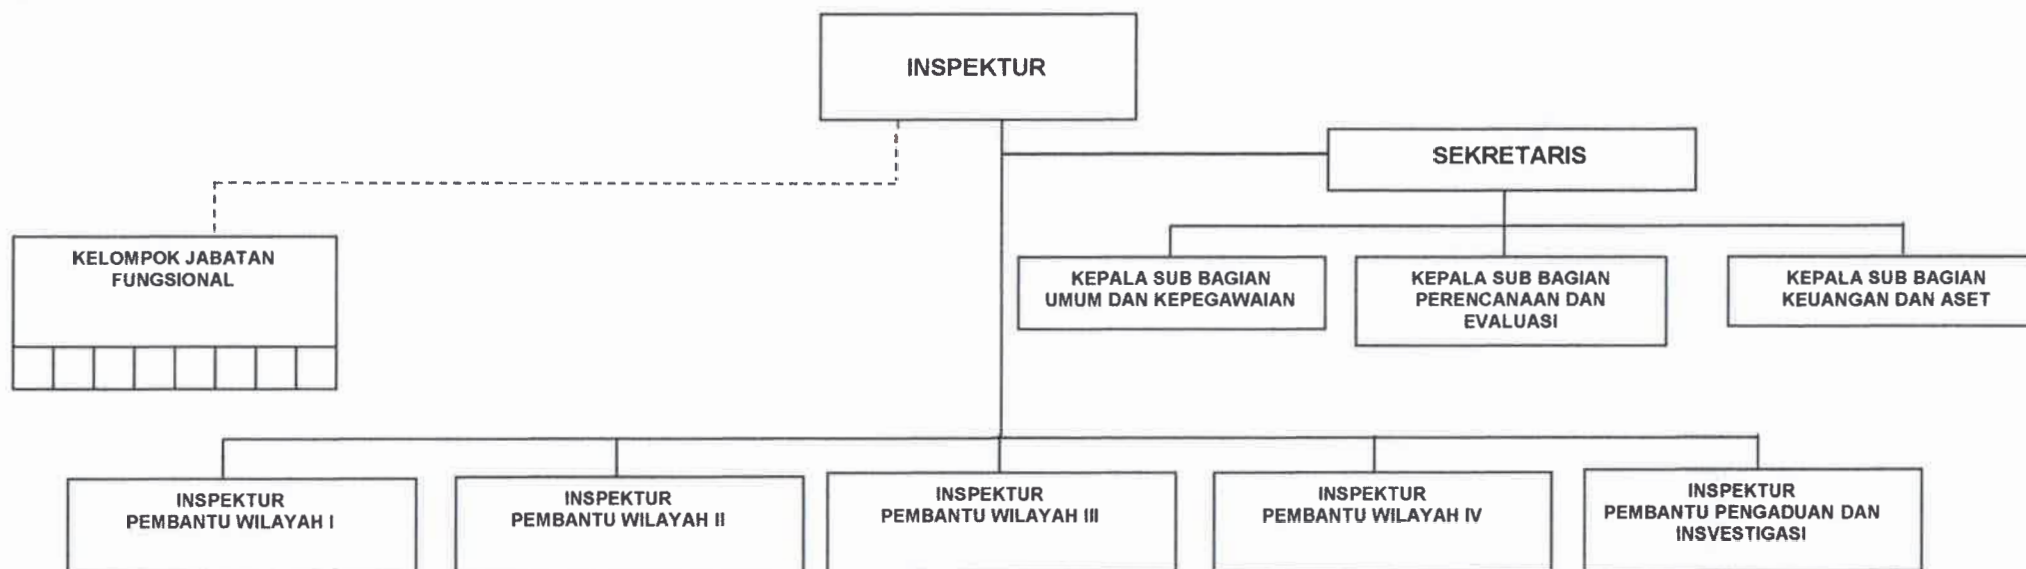 INSPEKTUR
SEKRETARIS
KELOMPOK JABATAN
FUNGSIONAL
KEPALA SUB BAGIAN
UMUM DAN KEPEGAWAIAN
KEPALA SUB BAGIAN
PERENCANAAN DAN
EVALUASI
KEPALA SUB BAGIAN
KEUANGAN DAN ASET
INSPEKTUR
PEMBANTU WILAYAH I
INSPEKTUR
PEMBANTU WILAYAH II
INSPEKTUR
PEMBANTU WILAYAH III
INSPEKTUR
PEMBANTU WILAYAH IV
INSPEKTUR
PEMBANTU PENGADUAN DAN
INSVESTIGASI